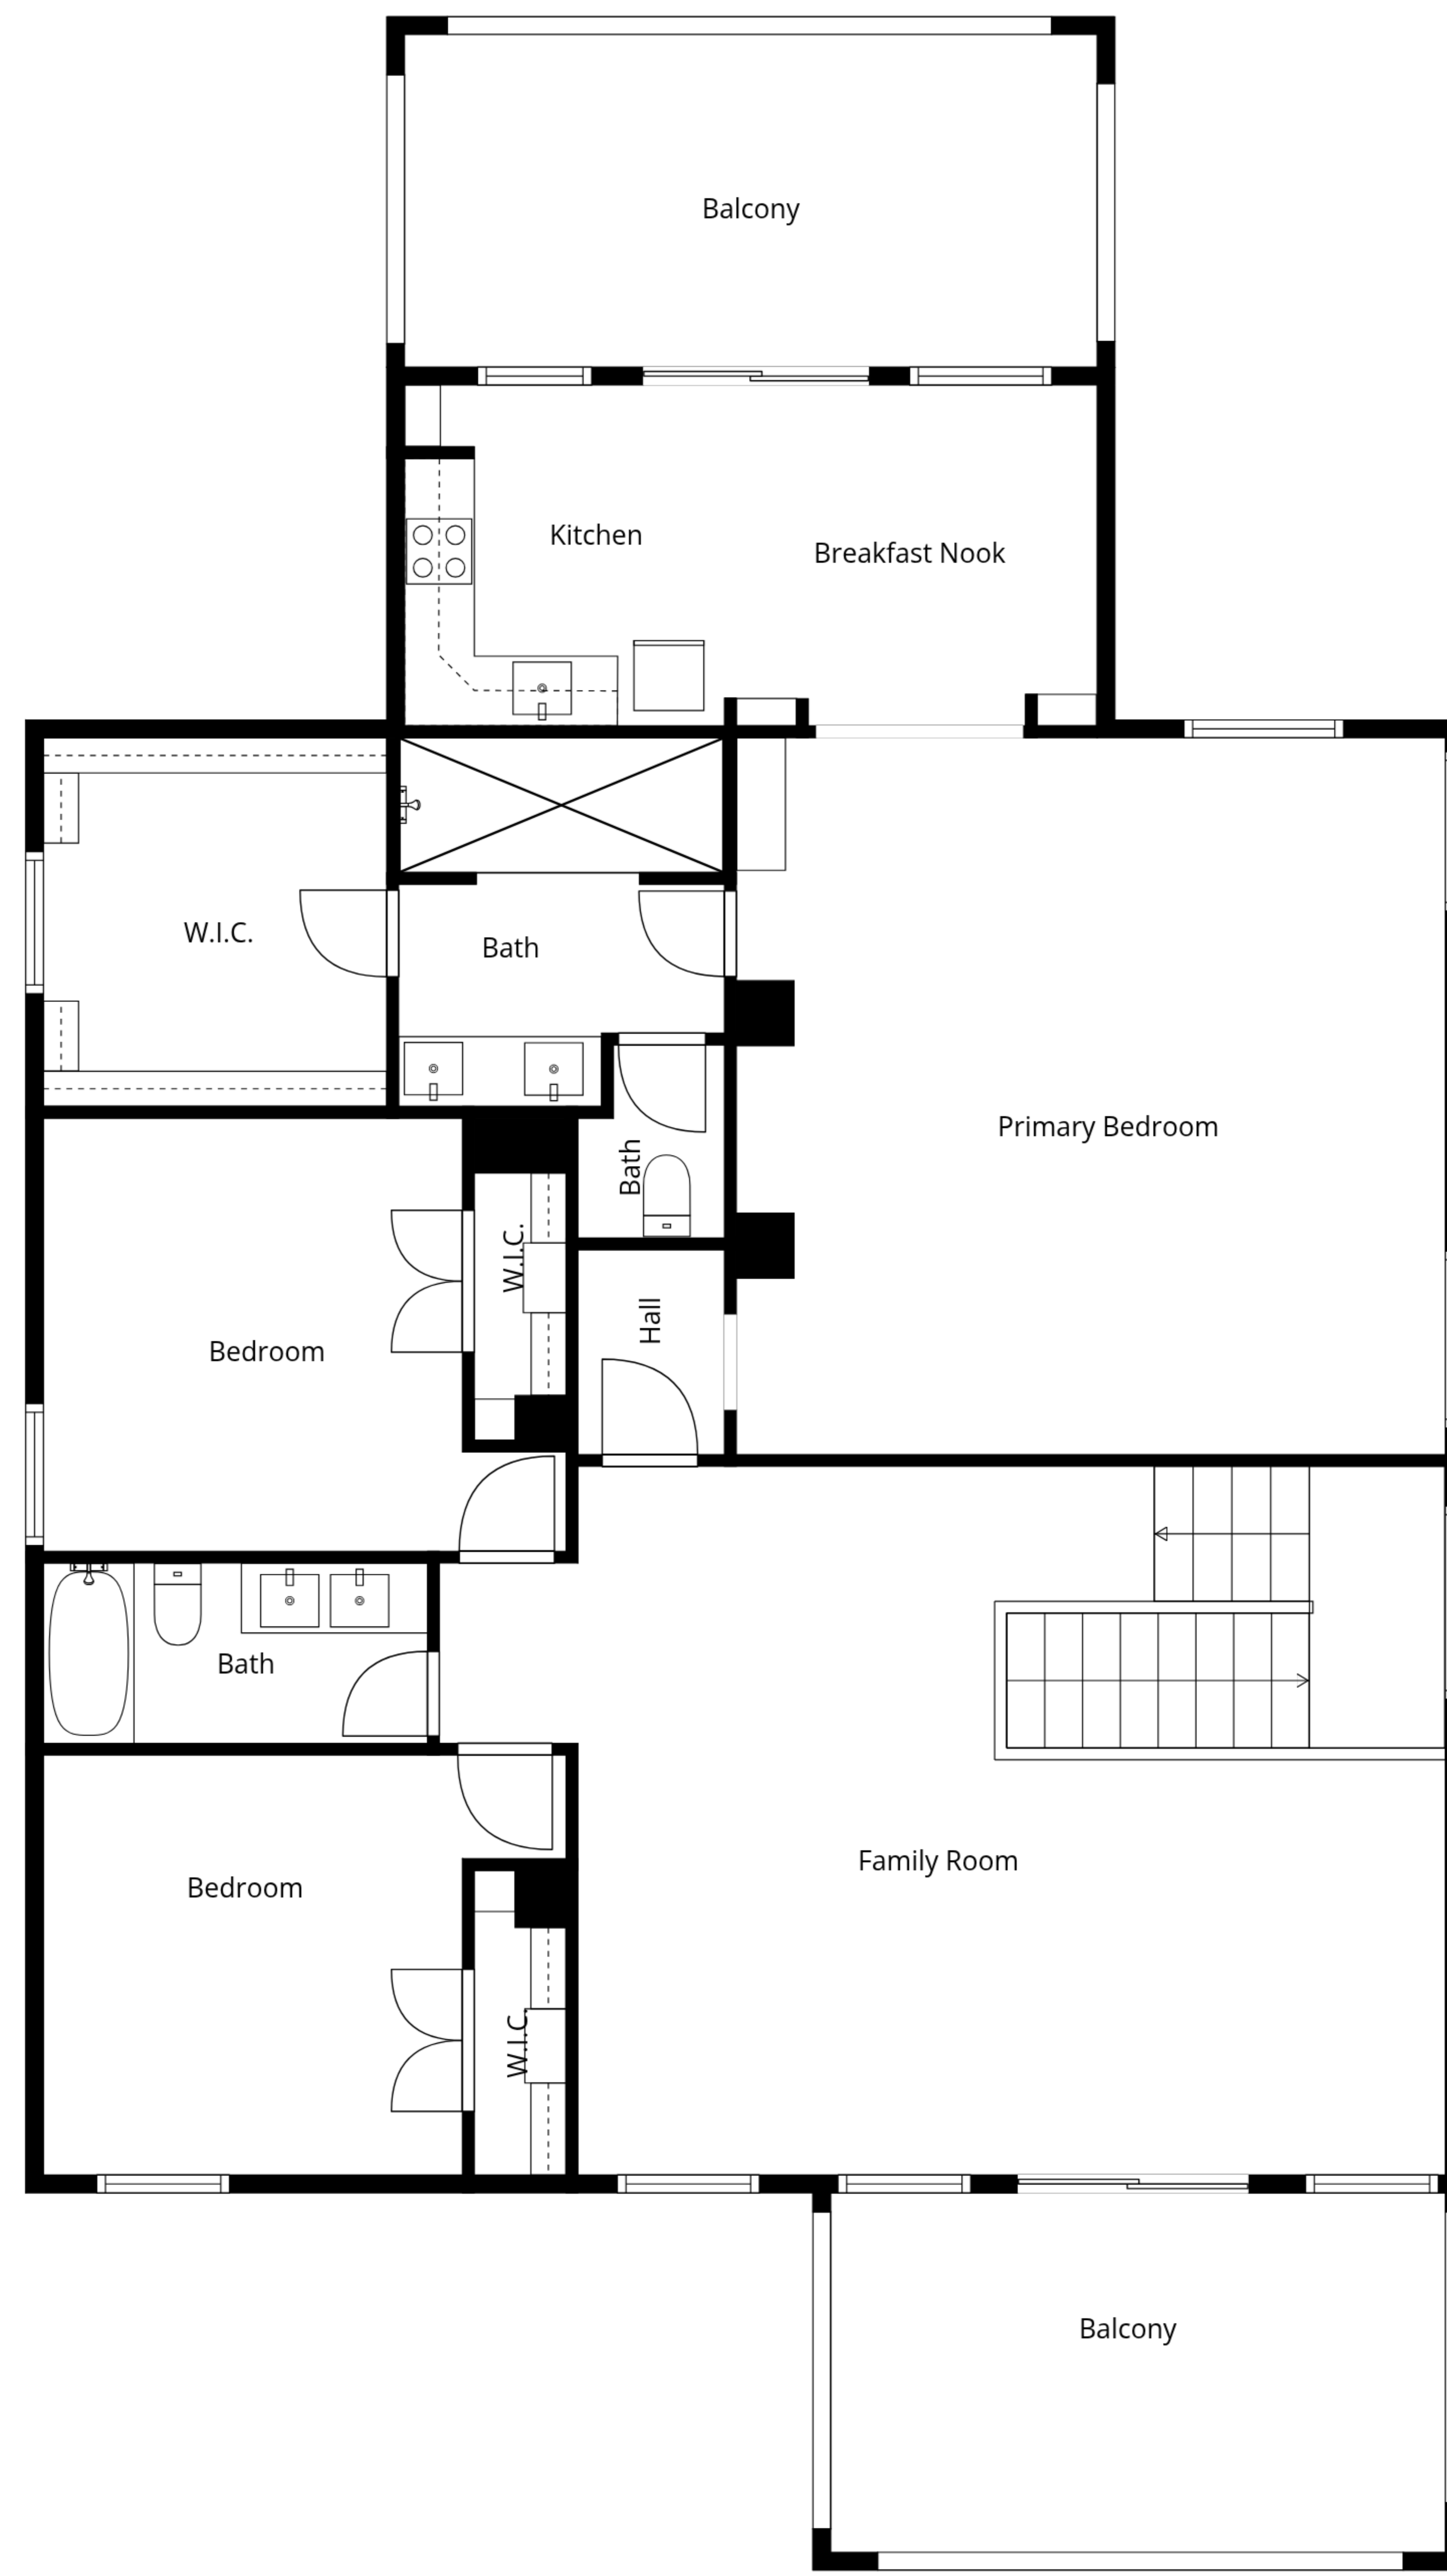 Balcony
Kitchen
Breakfast Nook
W.I.C.
Bath
Primary Bedroom
Bath
W.I.C.
Hall
Bedroom
Bath
Family Room
Bedroom
W.I.C.
Balcony